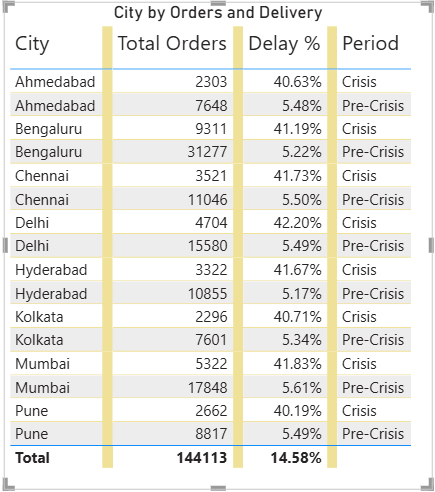 City by Orders and Delivery
City Total Orders Delay % Period
Ahmedabad 2303 40.63% Crisis
Ahmedabad 7648 5.48% Pre-Crisis
Bengaluru 9311 41.19% Crisis
Bengaluru 31277 5.22% Pre-Crisis
Chennai 3521 41.73% Crisis
Chennai 11046 5.50% Pre-Crisis
Delhi 4704 42.20% Crisis
Delhi 15580 5.49% Pre-Crisis
Hyderabad 3322 41.67% Crisis
Hyderabad 10855 5.17% Pre-Crisis
Kolkata 2296 40.71% Crisis
Kolkata 7601 5.34% Pre-Crisis
Mumbai 5322 41.83% Crisis
Mumbai 17848 5.61% Pre-Crisis
Pune 2662 40.19% Crisis
Pune 8817 5.49% Pre-Crisis
Total 144113 14.58%